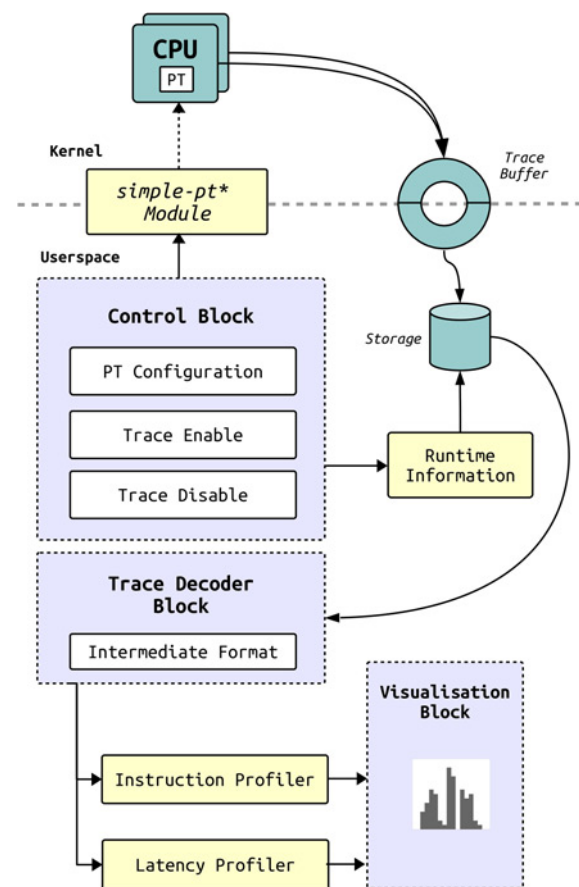 CPU
PT
Kernel
Trace
Buffer
simple-pt*
Module
Userspace
Control Block
PT Configuration
Trace Enable
Trace Disable
Storage
Runtime
Information
Trace Decoder
Block
Intermediate Format
Visualisation
Block
Instruction Profiler
Latency Profiler